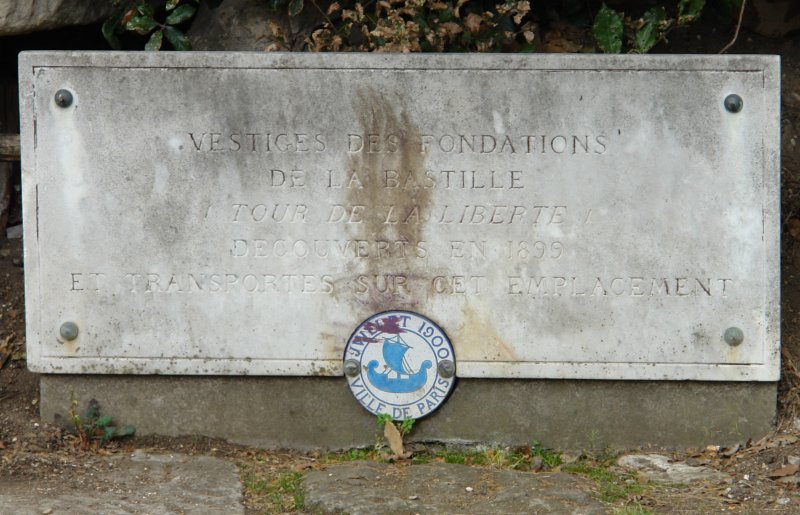 VESTIGES DES FONDATIONS
DE LA BASTILLE
( TOUR DE LA LIBERTE )
DECOUVERTS EN 1899
ET TRANSPORTES SUR CET EMPLACEMENT
1900
VILLE DE PARIS